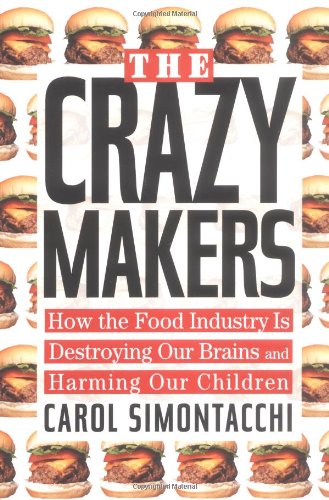 THE
CRAZY
MAKERS
How the Food Industry Is
Destroying Our Brains and
Harming Our Children
CAROL SIMONTACCHI